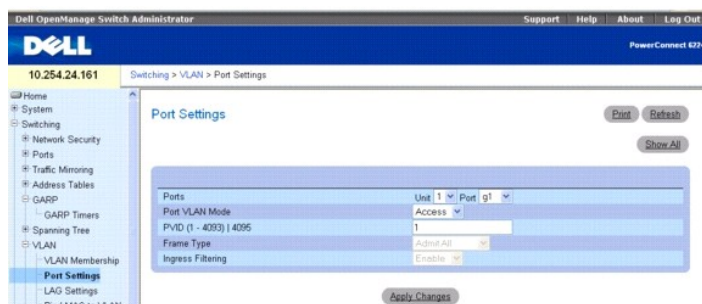 Dell OpenManage Switch Administrator Support Help About Log Out
DELL PowerConnect 6224
10.254.24.161 Switching > VLAN > Port Settings
Home
System
Switching
Network Security
Ports
Traffic Mirroring
Address Tables
GARP
GARP Timers
Spanning Tree
VLAN
VLAN Membership
Port Settings
LAG Settings
Port Settings
Print Refresh
Show All
Ports Unit 1 Port g1
Port VLAN Mode Access
PVID (1 - 4093) | 4095 1
Frame Type Admit All
Ingress Filtering Enable
Apply Changes